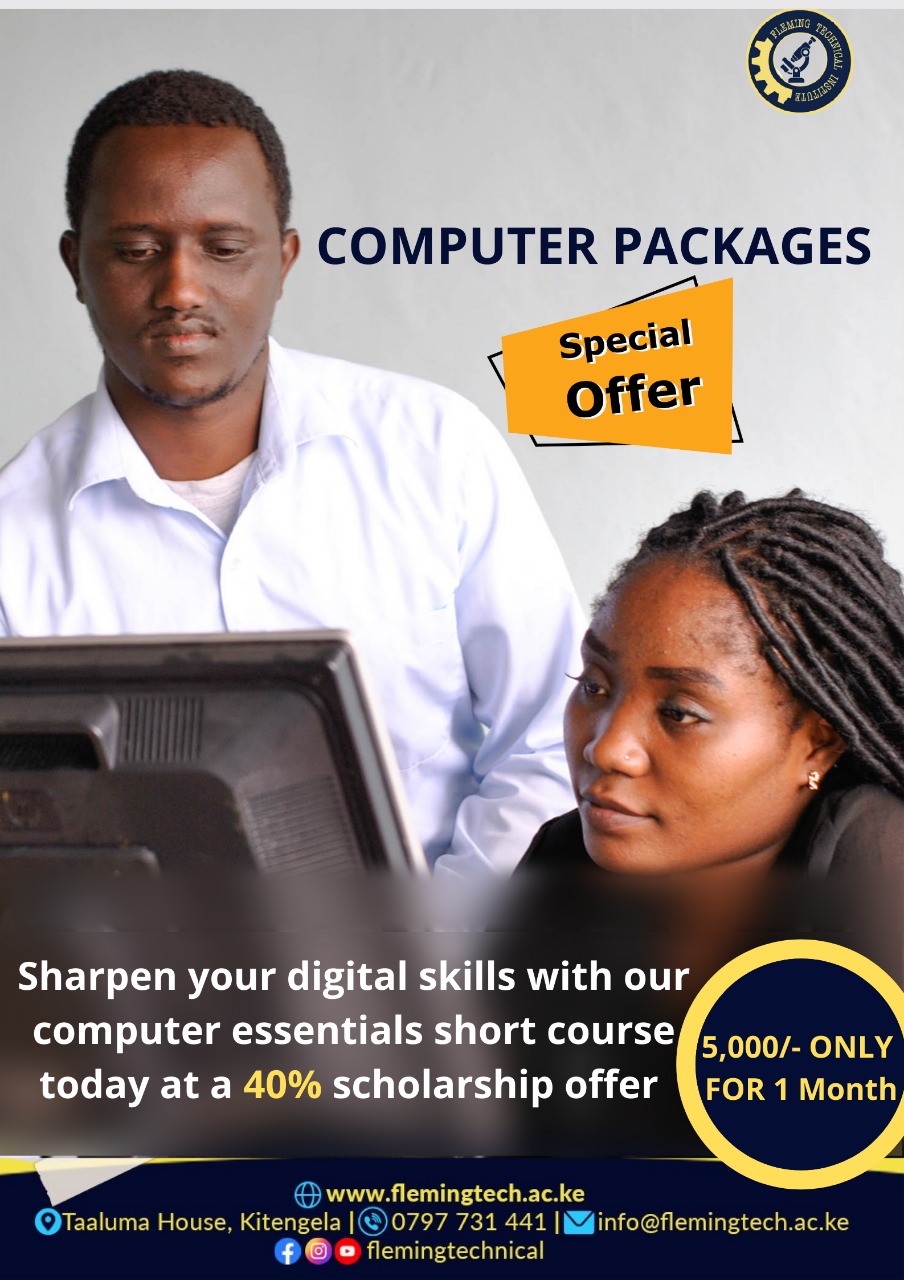 FLEMING TECHNICAL INSTITUTE
COMPUTER PACKAGES
Special
Offer
Sharpen your digital skills with our
computer essentials short course
today at a 40% scholarship offer
5,000/- ONLY
FOR 1 Month
www.flemingtech.ac.ke
Taaluma House, Kitengela | 0797 731 441 | info@flemingtech.ac.ke
flemingtechnical